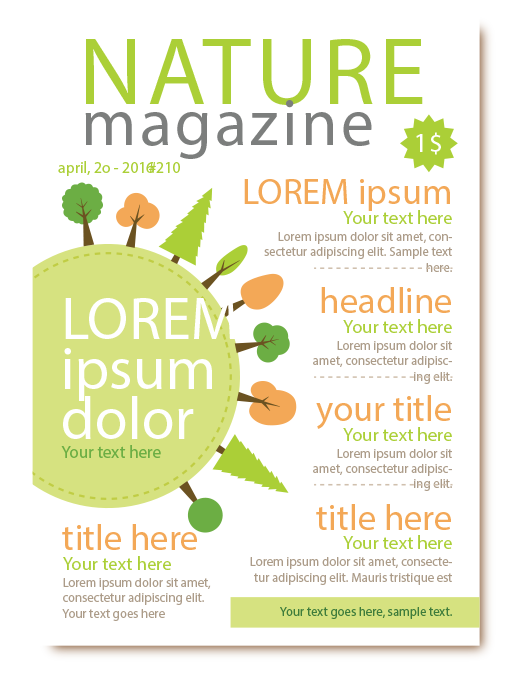 NATURE
magazine
1 $
april, 2o - 2016
#210
LOREM ipsum
Your text here
Lorem ipsum dolor sit amet, con-
sectetur adipiscing elit. Sample text
here.
headline
Your text here
Lorem ipsum dolor sit
amet, consectetur adipisc-
ing elit.
your title
Your text here
Lorem ipsum dolor sit
amet, consectetur adipisc-
ing elit.
title here
Your text here
Lorem ipsum dolor sit amet, consecte-
tur adipiscing elit. Mauris tristique est
LOREM
ipsum
dolor
Your text here
title here
Your text here
Lorem ipsum dolor sit amet,
consectetur adipiscing elit.
Your text goes here
Your text goes here, sample text.